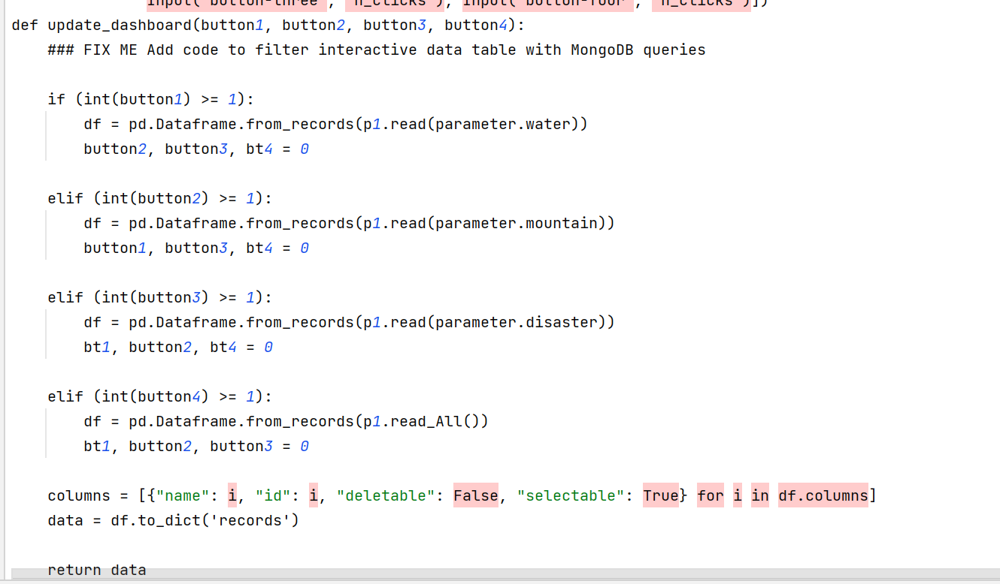 Input('button-three', 'n_clicks'), Input('button-four', 'n_clicks')])
def update_dashboard(button1, button2, button3, button4):
    ### FIX ME Add code to filter interactive data table with MongoDB queries
    if (int(button1) >= 1):
        df = pd.Dataframe.from_records(p1.read(parameter.water))
        button2, button3, bt4 = 0
    elif (int(button2) >= 1):
        df = pd.Dataframe.from_records(p1.read(parameter.mountain))
        button1, button3, bt4 = 0
    elif (int(button3) >= 1):
        df = pd.Dataframe.from_records(p1.read(parameter.disaster))
        bt1, button2, bt4 = 0
    elif (int(button4) >= 1):
        df = pd.Dataframe.from_records(p1.read_All())
        bt1, button2, button3 = 0
    columns = [{"name": i, "id": i, "deletable": False, "selectable": True} for i in df.columns]
    data = df.to_dict('records')
    return data